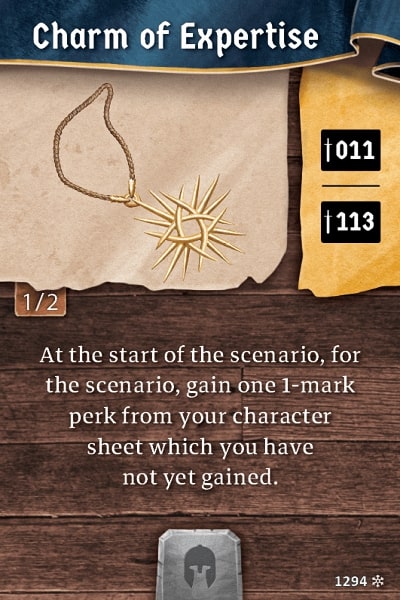 Charm of Expertise
011
113
1/2
At the start of the scenario, for
the scenario, gain one 1-mark
perk from your character
sheet which you have
not yet gained.
1294